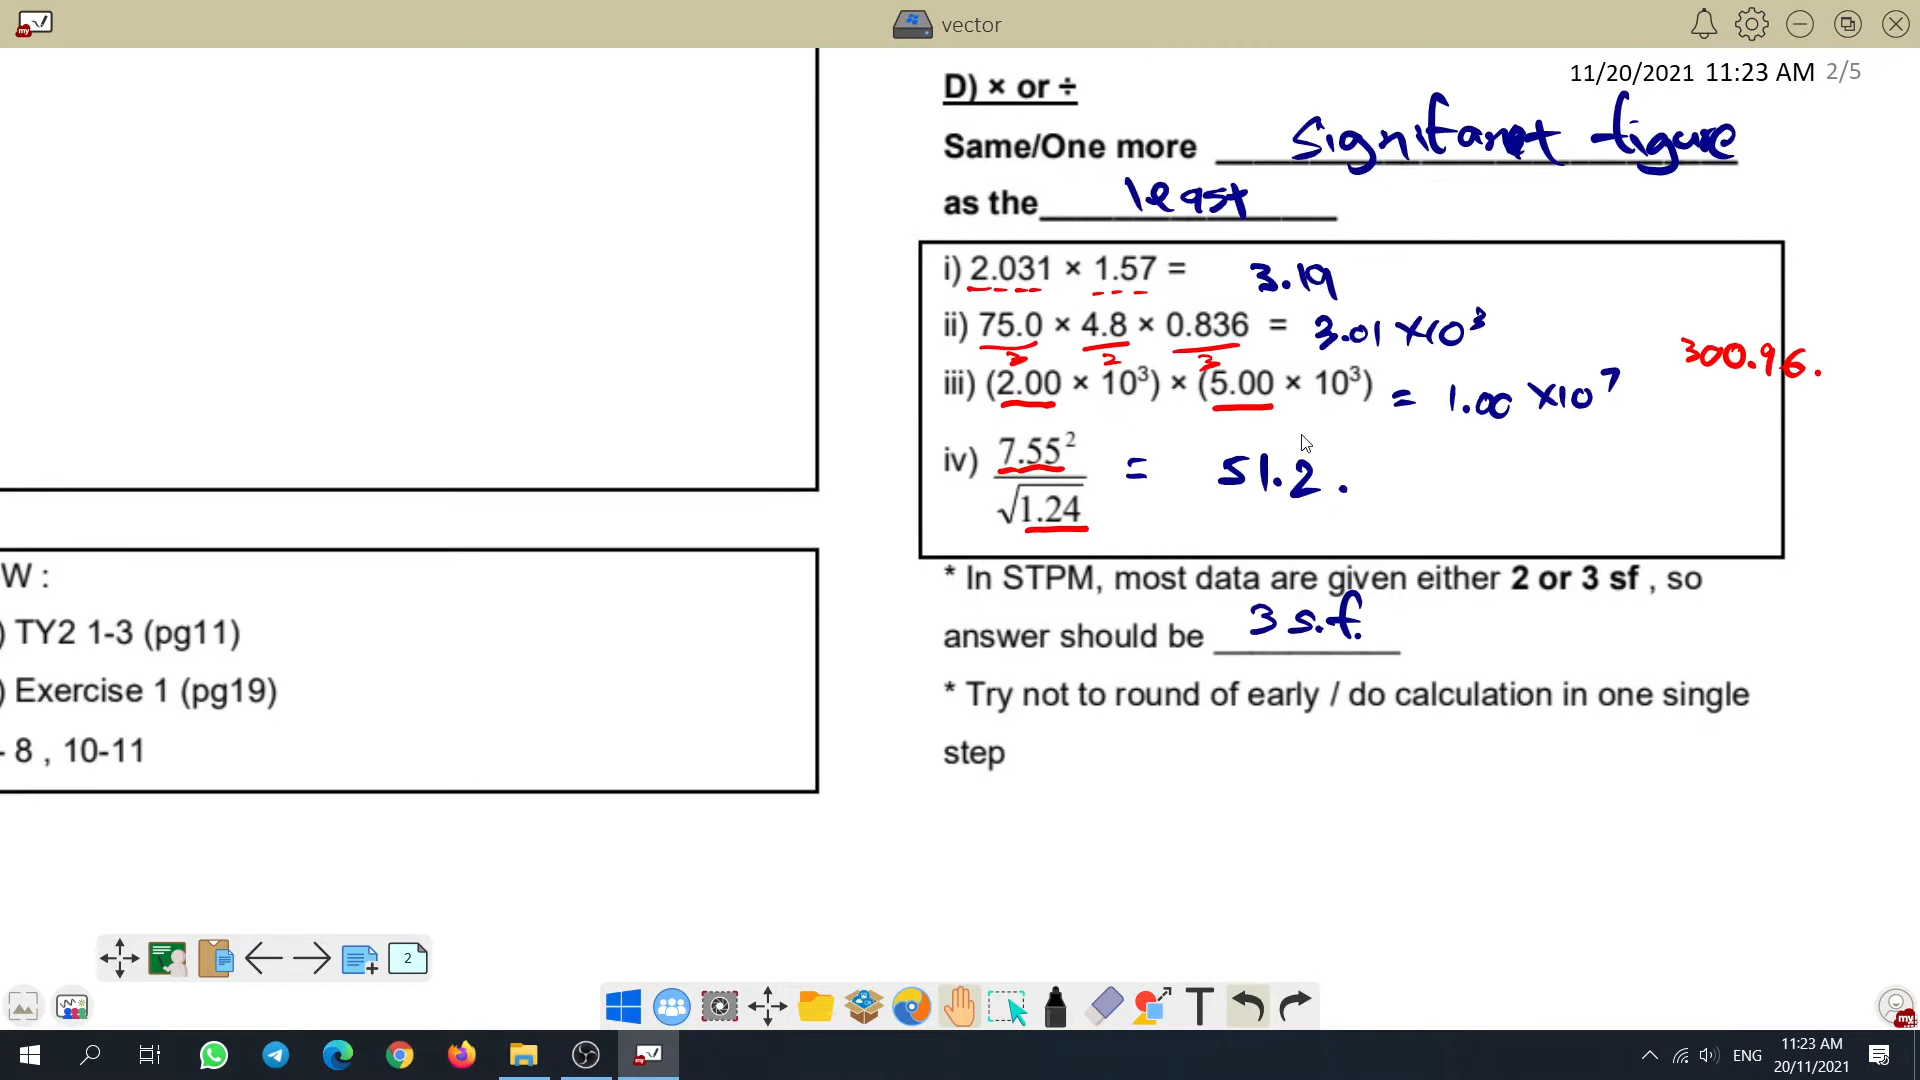 vector
11/20/2021 11:23 AM 2/5
D) × or ÷
Same/One more signifanct figure
as the least
i) 2.031 × 1.57 = 3.19
ii) 75.0 × 4.8 × 0.836 = 3.01 ×10³
3 2 3
300.96.
iii) (2.00 × 10³) × (5.00 × 10³) = 1.00 ×10⁷
iv) 7.55² / √1.24 = 51.2.
* In STPM, most data are given either 2 or 3 sf , so
answer should be 3 s.f.
* Try not to round of early / do calculation in one single
step
W :
) TY2 1-3 (pg11)
) Exercise 1 (pg19)
- 8 , 10-11
2
T
ENG
11:23 AM
20/11/2021